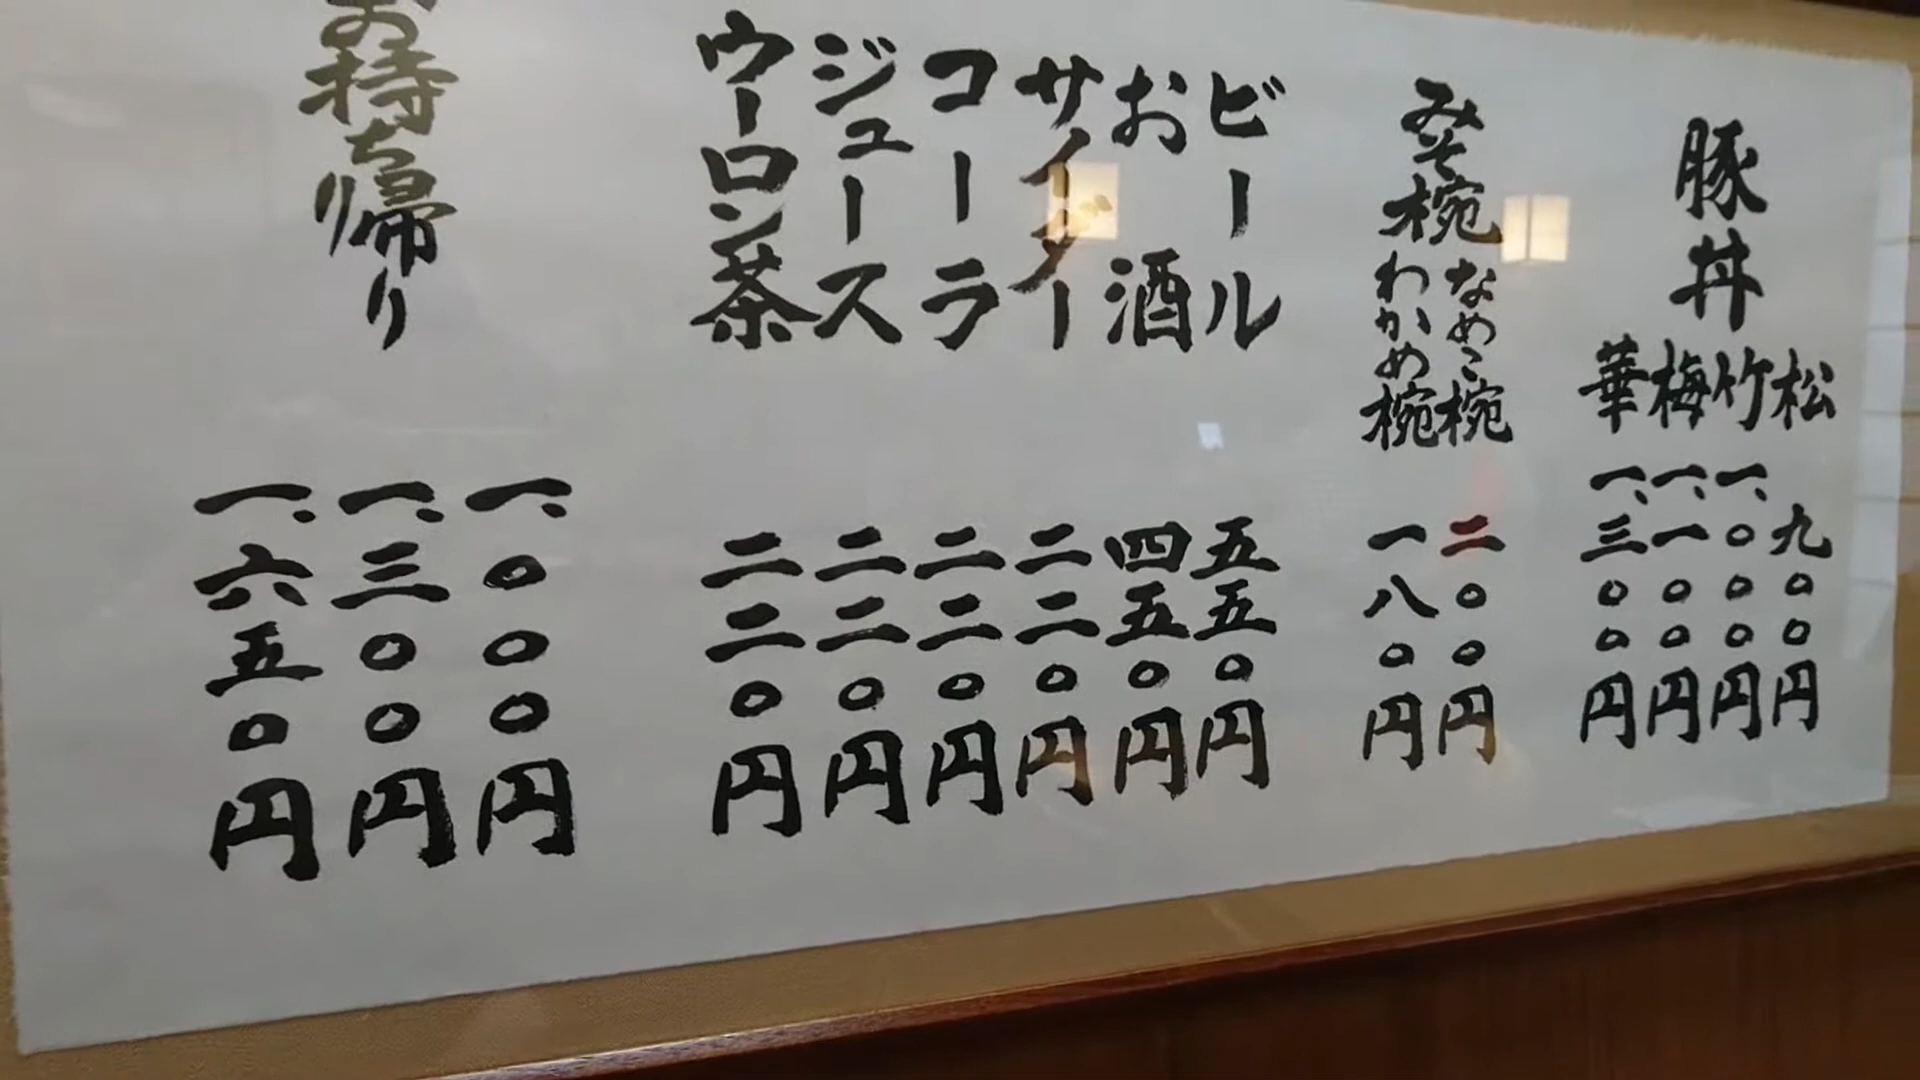 豚丼
松 九〇〇円
竹 一、〇〇〇円
梅 一、一〇〇円
華 一、三〇〇円
みそ椀
なめこ椀 二〇〇円
わかめ椀 一八〇円
ビール 五五〇円
お酒 四五〇円
サイダー 二二〇円
コーラ 二二〇円
ジュース 二二〇円
ウーロン茶 二二〇円
お持ち帰り
一、〇〇〇円
一、三〇〇円
一、六五〇円